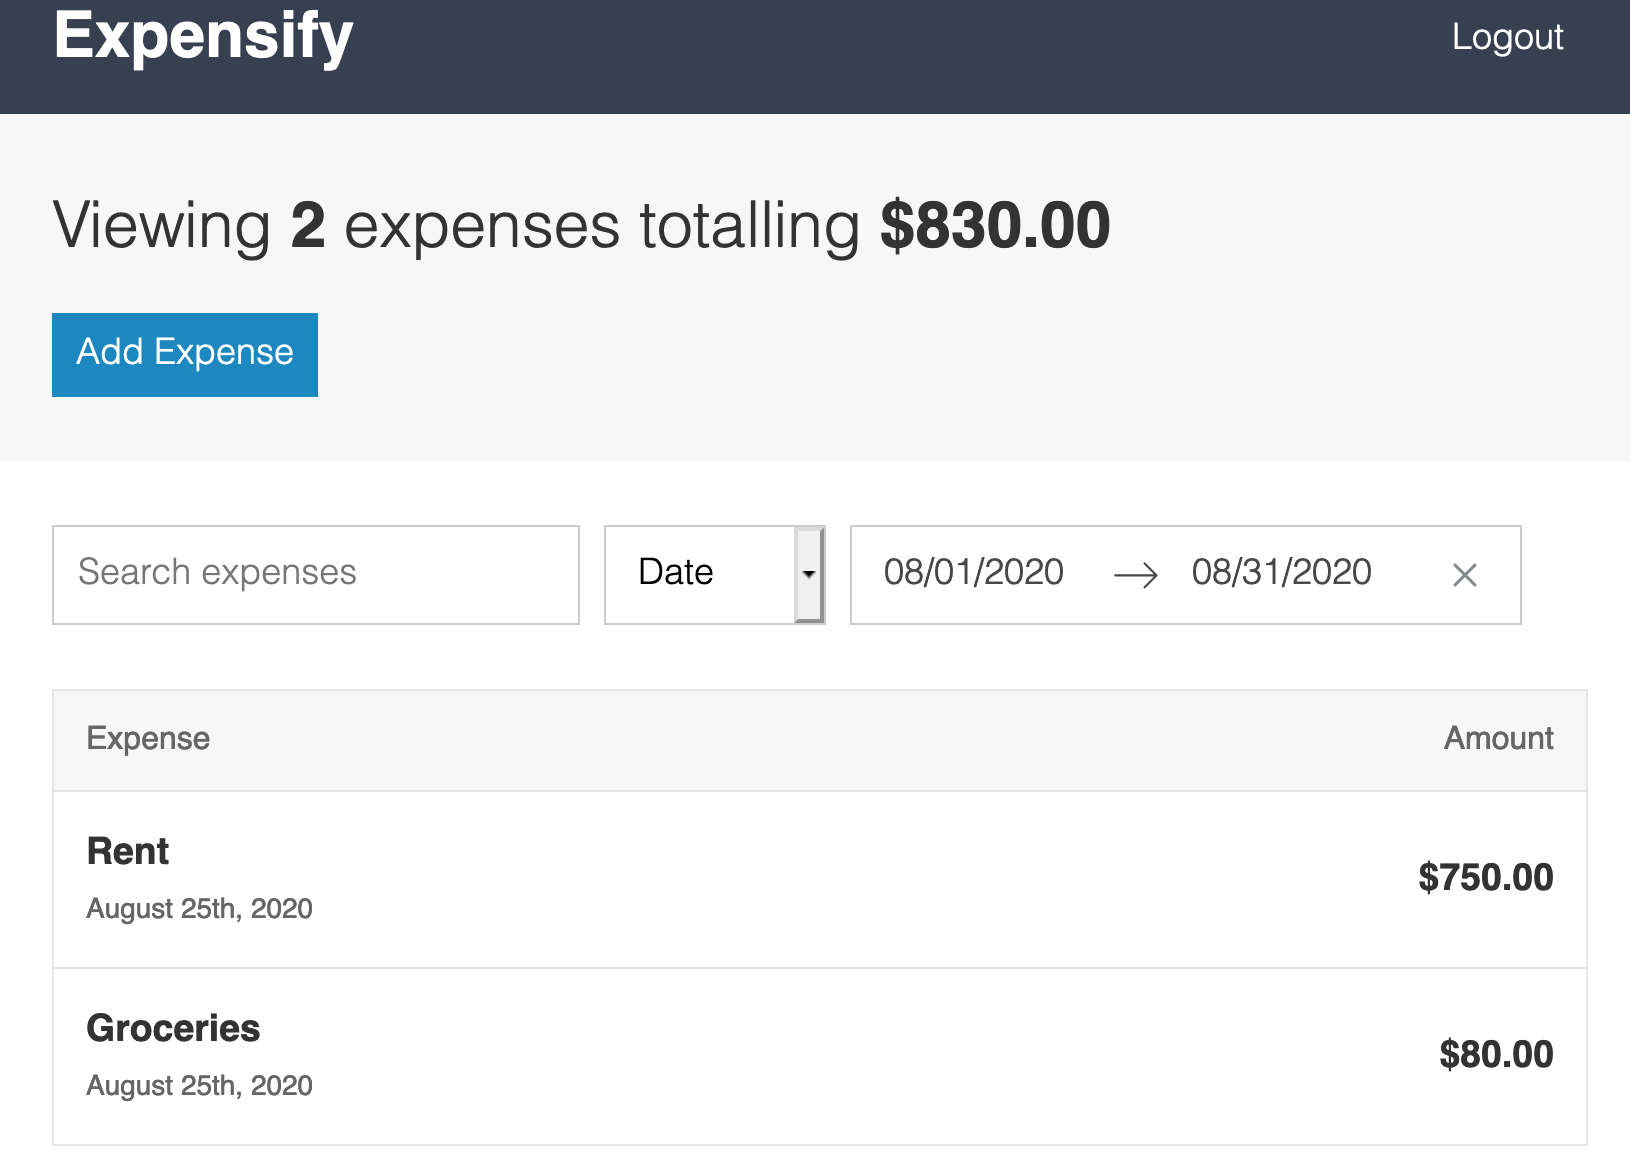 Expensify
Logout
Viewing 2 expenses totalling $830.00
Add Expense
Search expenses
Date
08/01/2020 → 08/31/2020 ×
Expense
Amount
Rent
August 25th, 2020
$750.00
Groceries
August 25th, 2020
$80.00